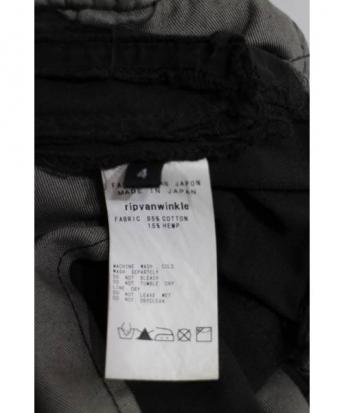 4
MADE IN JAPAN
ripvanwinkle
FABRIC 85% COTTON
15% HEMP
MACHINE WASH, COLD
WASH SEPARATELY
DO NOT BLEACH
DO NOT TUMBLE DRY
LINE DRY
DO NOT LEAVE WET
DO NOT DRYCLEAN